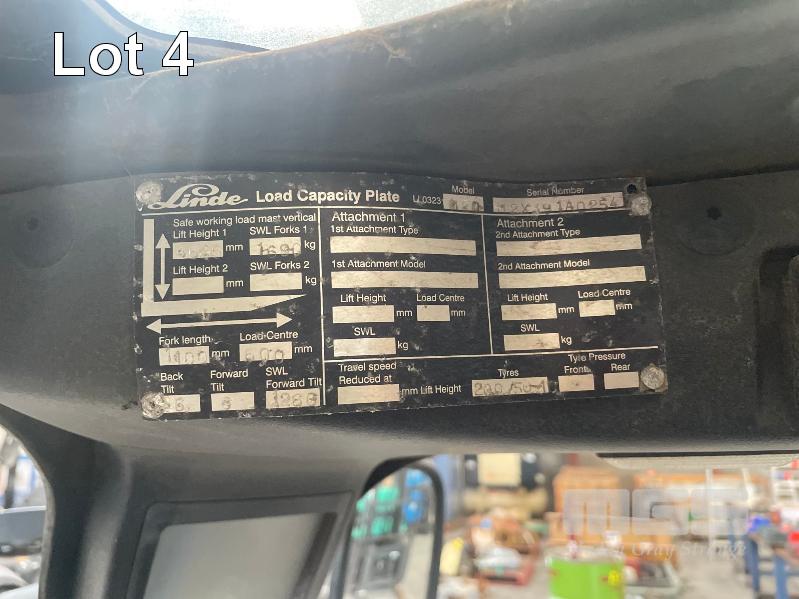 Lot 4
Linde Load Capacity Plate LL0323 Model Serial Number
Safe working load mast vertical
Lift Height 1 SWL Forks 1
mm kg
Lift Height 2 SWL Forks 2
mm kg
Fork length Load-Centre
1100 mm mm
Back Tilt Forward Tilt SWL Forward Tilt
Attachment 1
1st Attachment Type
1st Attachment Model
Lift Height Load Centre
mm mm
SWL
kg
Travel speed
Reduced at mm Lift Height
Attachment 2
2nd Attachment Type
2nd Attachment Model
Lift Height Load Centre
mm mm
SWL
kg
Tyres
Tyre Pressure
Front Rear